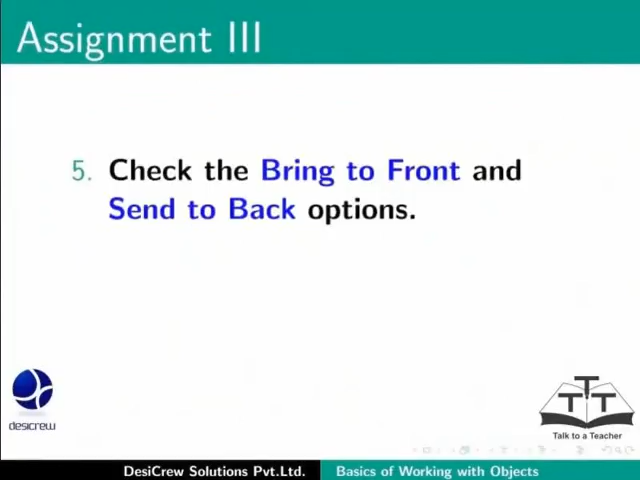 Assignment III
5. Check the Bring to Front and
Send to Back options.
desicrew
TTT
Talk to a Teacher
DesiCrew Solutions Pvt.Ltd. Basics of Working with Objects